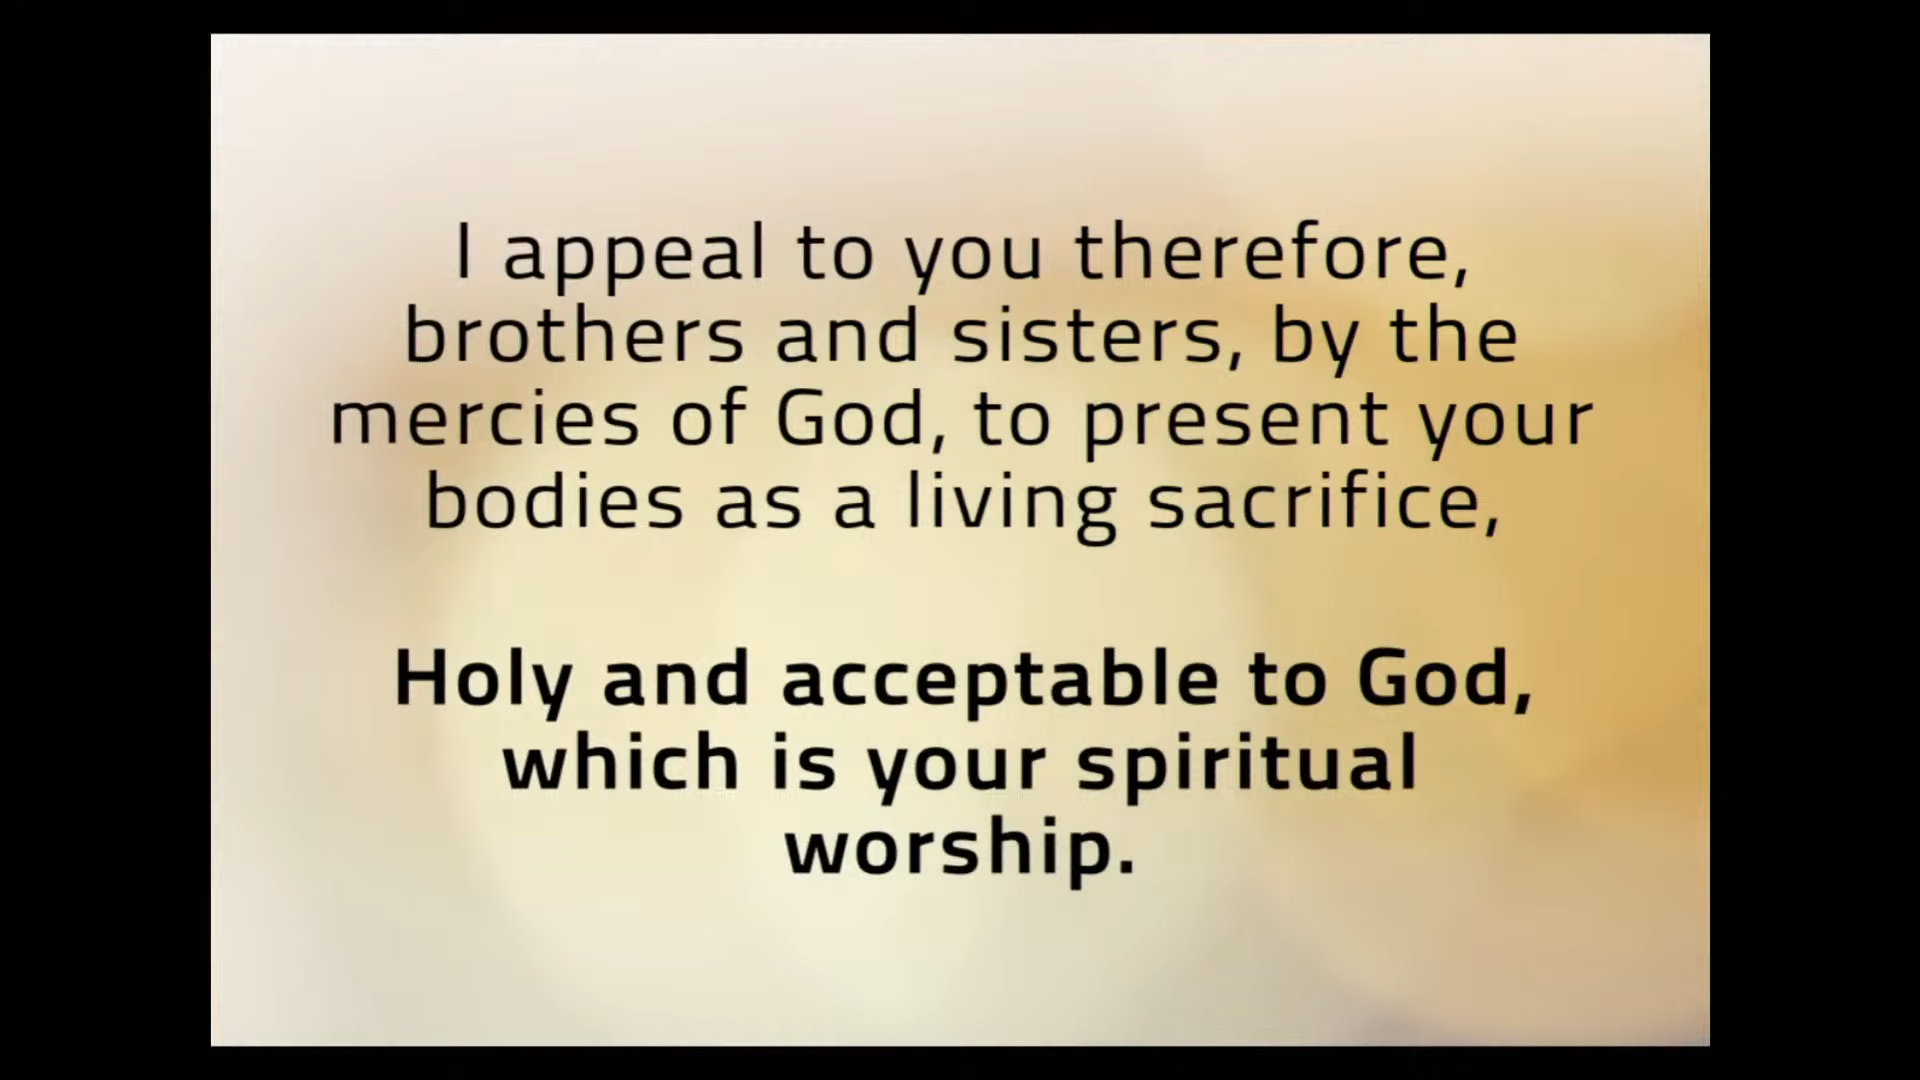 I appeal to you therefore,
brothers and sisters, by the
mercies of God, to present your
bodies as a living sacrifice,
Holy and acceptable to God,
which is your spiritual
worship.